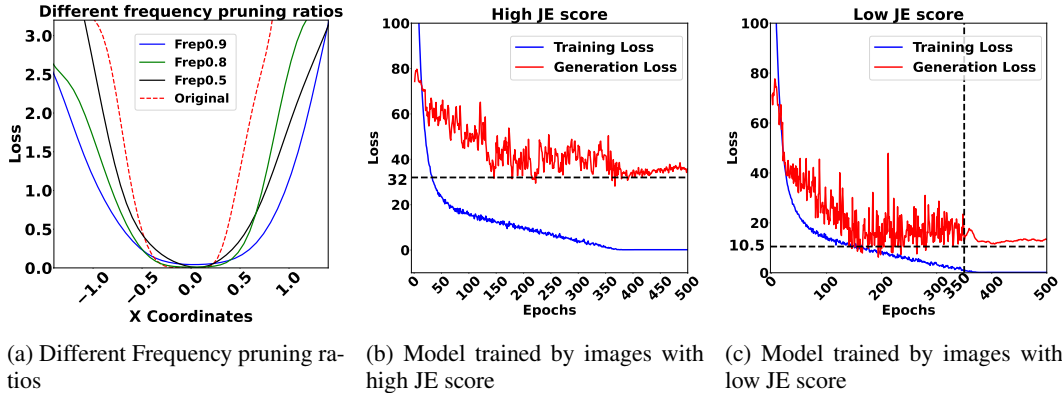 Different frequency pruning ratios
Loss
3.0
2.5
2.0
1.5
1.0
0.5
0.0
Frep0.9
Frep0.8
Frep0.5
Original
−1.0
−0.5
0.0
0.5
1.0
X Coordinates
High JE score
Loss
100
80
60
40
32
20
0
Training Loss
Generation Loss
0
50
100
150
200
250
300
350
400
450
500
Epochs
Low JE score
Loss
100
80
60
40
20
10.5
0
Training Loss
Generation Loss
0
100
200
300
350
400
500
Epochs
(a) Different Frequency pruning ra-
tios
(b) Model trained by images with
high JE score
(c) Model trained by images with
low JE score